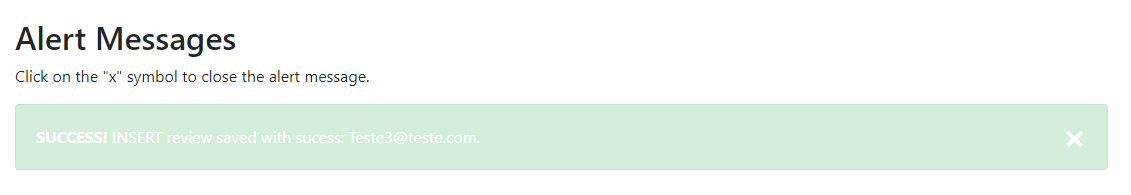 Alert Messages
Click on the "x" symbol to close the alert message.
SUCCESS! INSERT review saved with sucess: Teste3@teste.com.
×